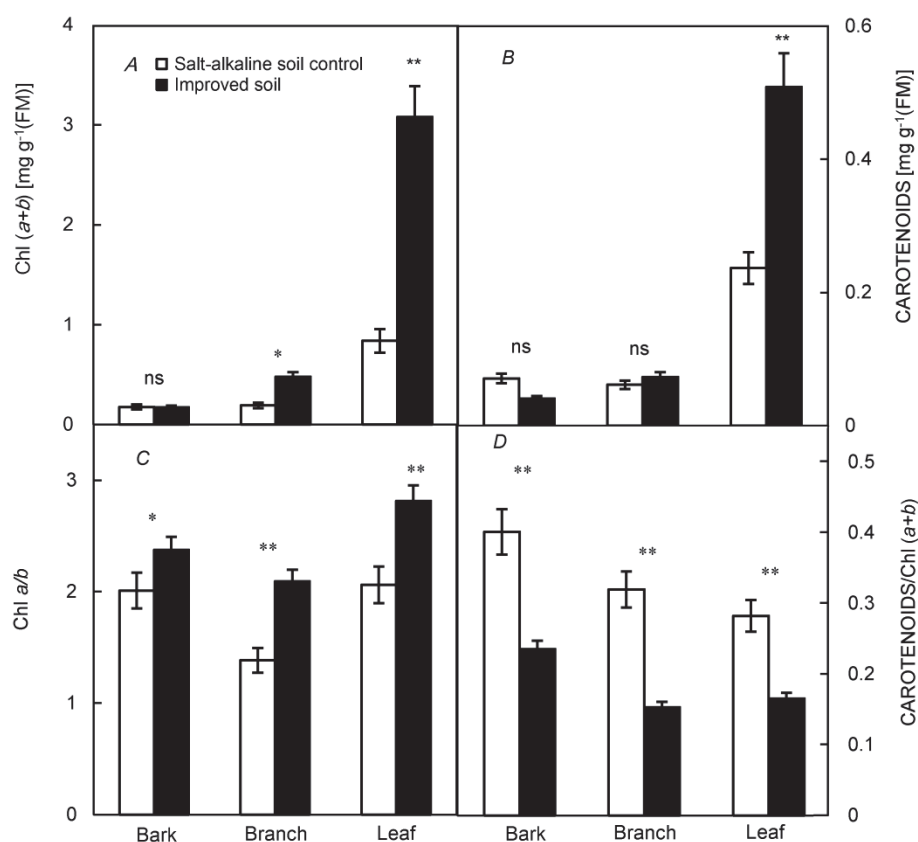 4
3
2
1
0
Chl (a+b) [mg g⁻¹(FM)]
A
Salt-alkaline soil control
Improved soil
ns
*
**
B
ns
ns
**
0.6
0.4
0.2
0
CAROTENOIDS [mg g⁻¹(FM)]
3
2
1
0
Chl a/b
C
*
**
**
Bark
Branch
Leaf
D
**
**
**
Bark
Branch
Leaf
0.5
0.4
0.3
0.2
0.1
0
CAROTENOIDS/Chl (a+b)